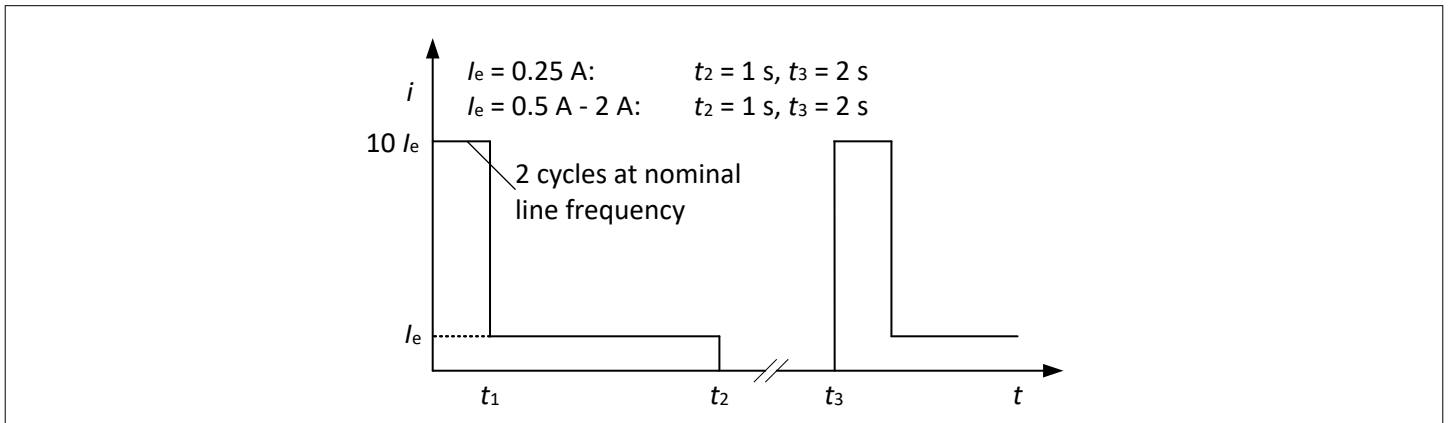 Ie = 0.25 A: t2 = 1 s, t3 = 2 s
i
Ie = 0.5 A - 2 A: t2 = 1 s, t3 = 2 s
10 Ie
2 cycles at nominal
line frequency
Ie
t1 t2 t3 t